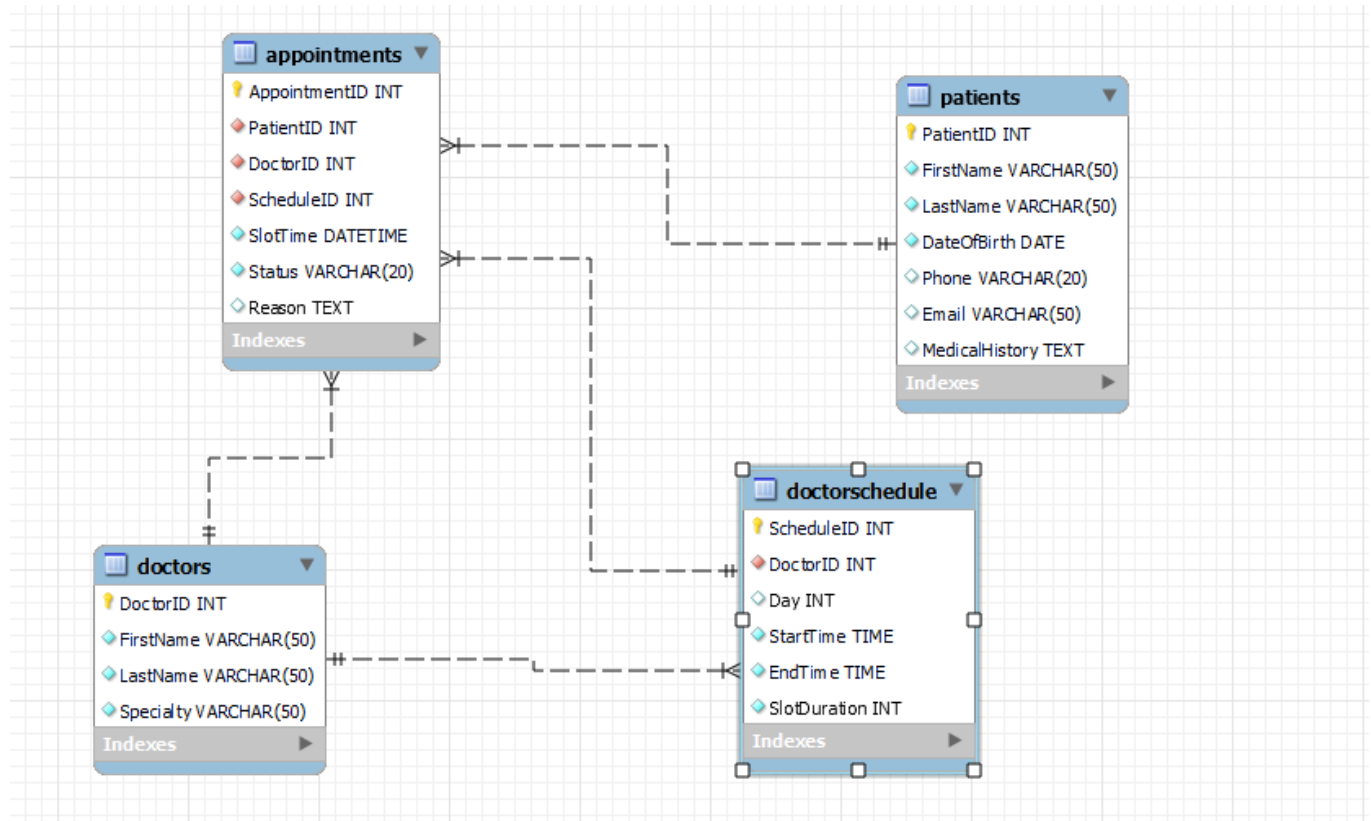 appointments
AppointmentID INT
PatientID INT
DoctorID INT
ScheduleID INT
SlotTime DATETIME
Status VARCHAR(20)
Reason TEXT
Indexes
patients
PatientID INT
FirstName VARCHAR(50)
LastName VARCHAR(50)
DateOfBirth DATE
Phone VARCHAR(20)
Email VARCHAR(50)
MedicalHistory TEXT
Indexes
doctors
DoctorID INT
FirstName VARCHAR(50)
LastName VARCHAR(50)
Specialty VARCHAR(50)
Indexes
doctorschedule
ScheduleID INT
DoctorID INT
Day INT
StartTime TIME
EndTime TIME
SlotDuration INT
Indexes